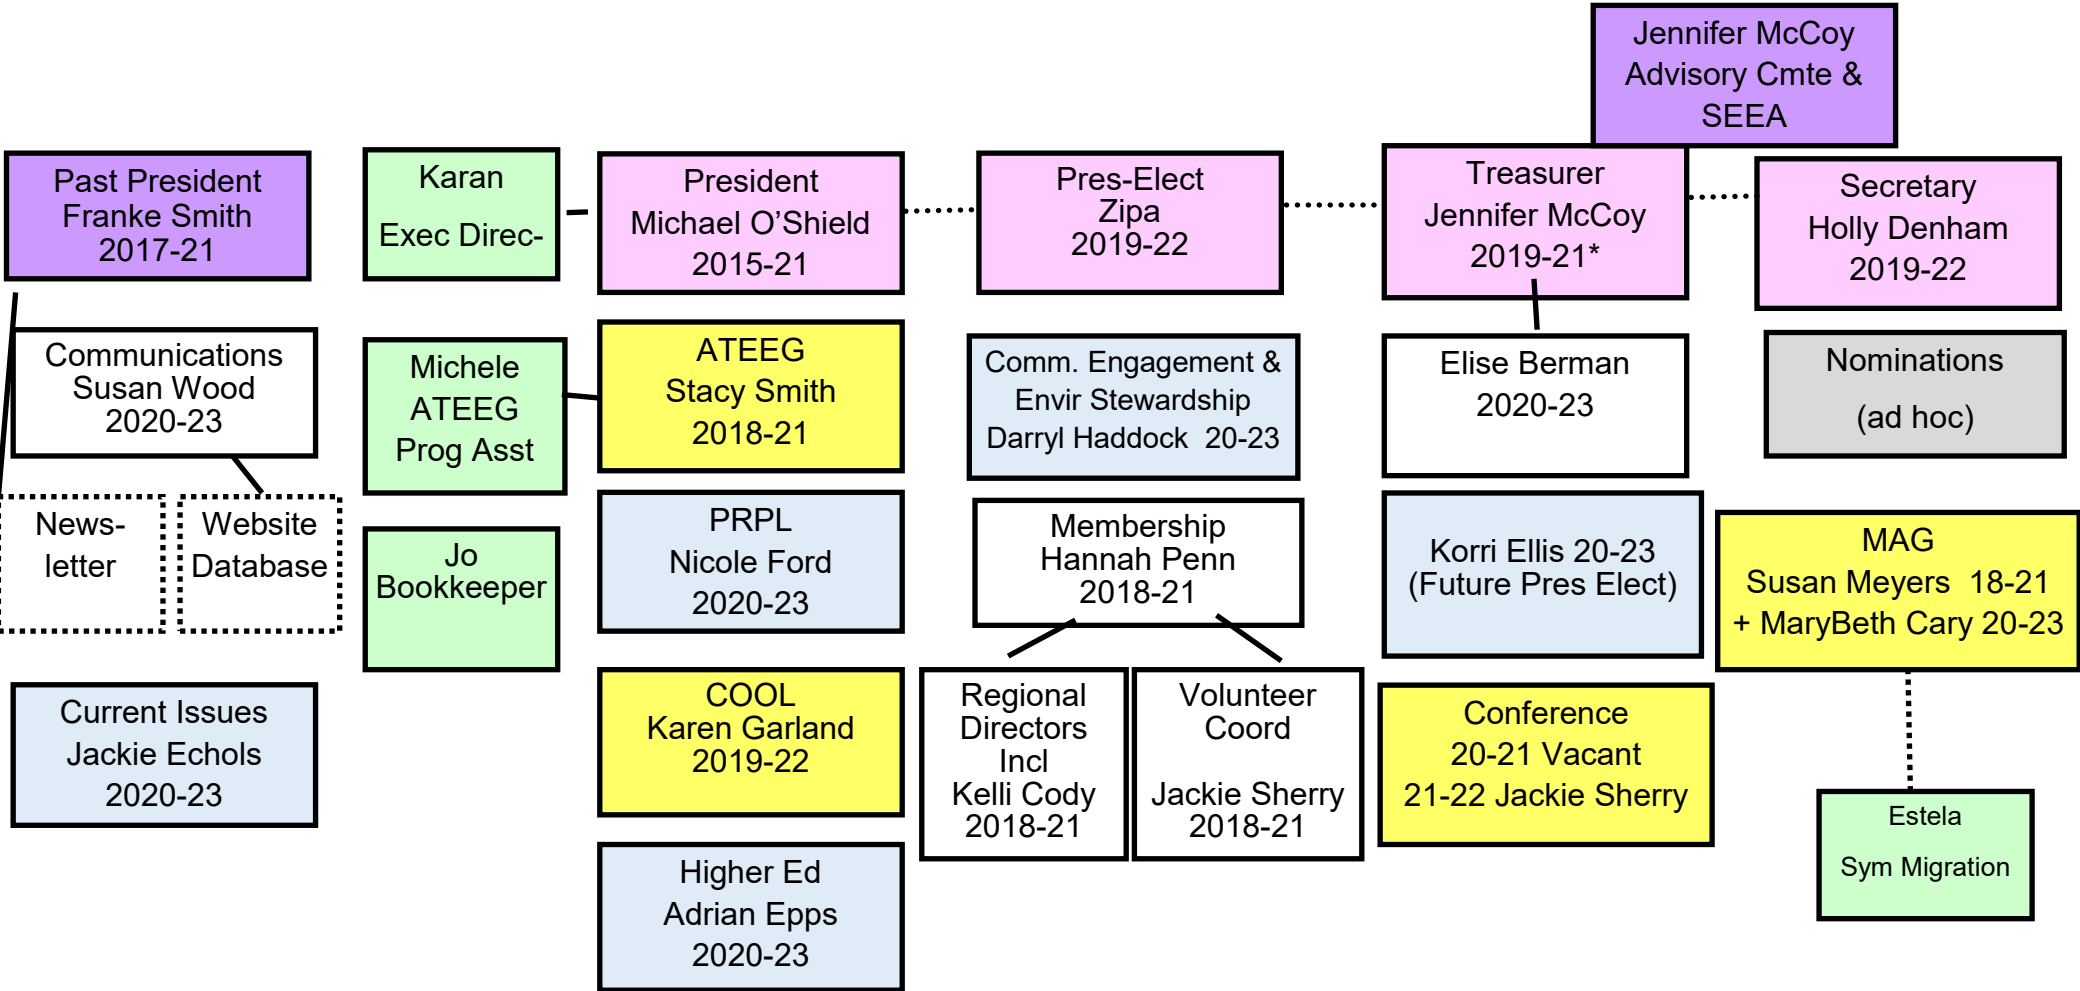 Jennifer McCoy
Advisory Cmte &
SEEA
Past President
Franke Smith
2017-21
Karan
Exec Direc-
President
Michael O’Shield
2015-21
Pres-Elect
Zipa
2019-22
Treasurer
Jennifer McCoy
2019-21*
Secretary
Holly Denham
2019-22
Communications
Susan Wood
2020-23
Michele
ATEEG
Prog Asst
ATEEG
Stacy Smith
2018-21
Comm. Engagement &
Envir Stewardship
Darryl Haddock  20-23
Elise Berman
2020-23
Nominations
(ad hoc)
News-
letter
Website
Database
Jo
Bookkeeper
PRPL
Nicole Ford
2020-23
Membership
Hannah Penn
2018-21
Korri Ellis 20-23
(Future Pres Elect)
MAG
Susan Meyers  18-21
+ MaryBeth Cary 20-23
Current Issues
Jackie Echols
2020-23
COOL
Karen Garland
2019-22
Regional
Directors
Incl
Kelli Cody
2018-21
Volunteer
Coord
Jackie Sherry
2018-21
Conference
20-21 Vacant
21-22 Jackie Sherry
Estela
Sym Migration
Higher Ed
Adrian Epps
2020-23